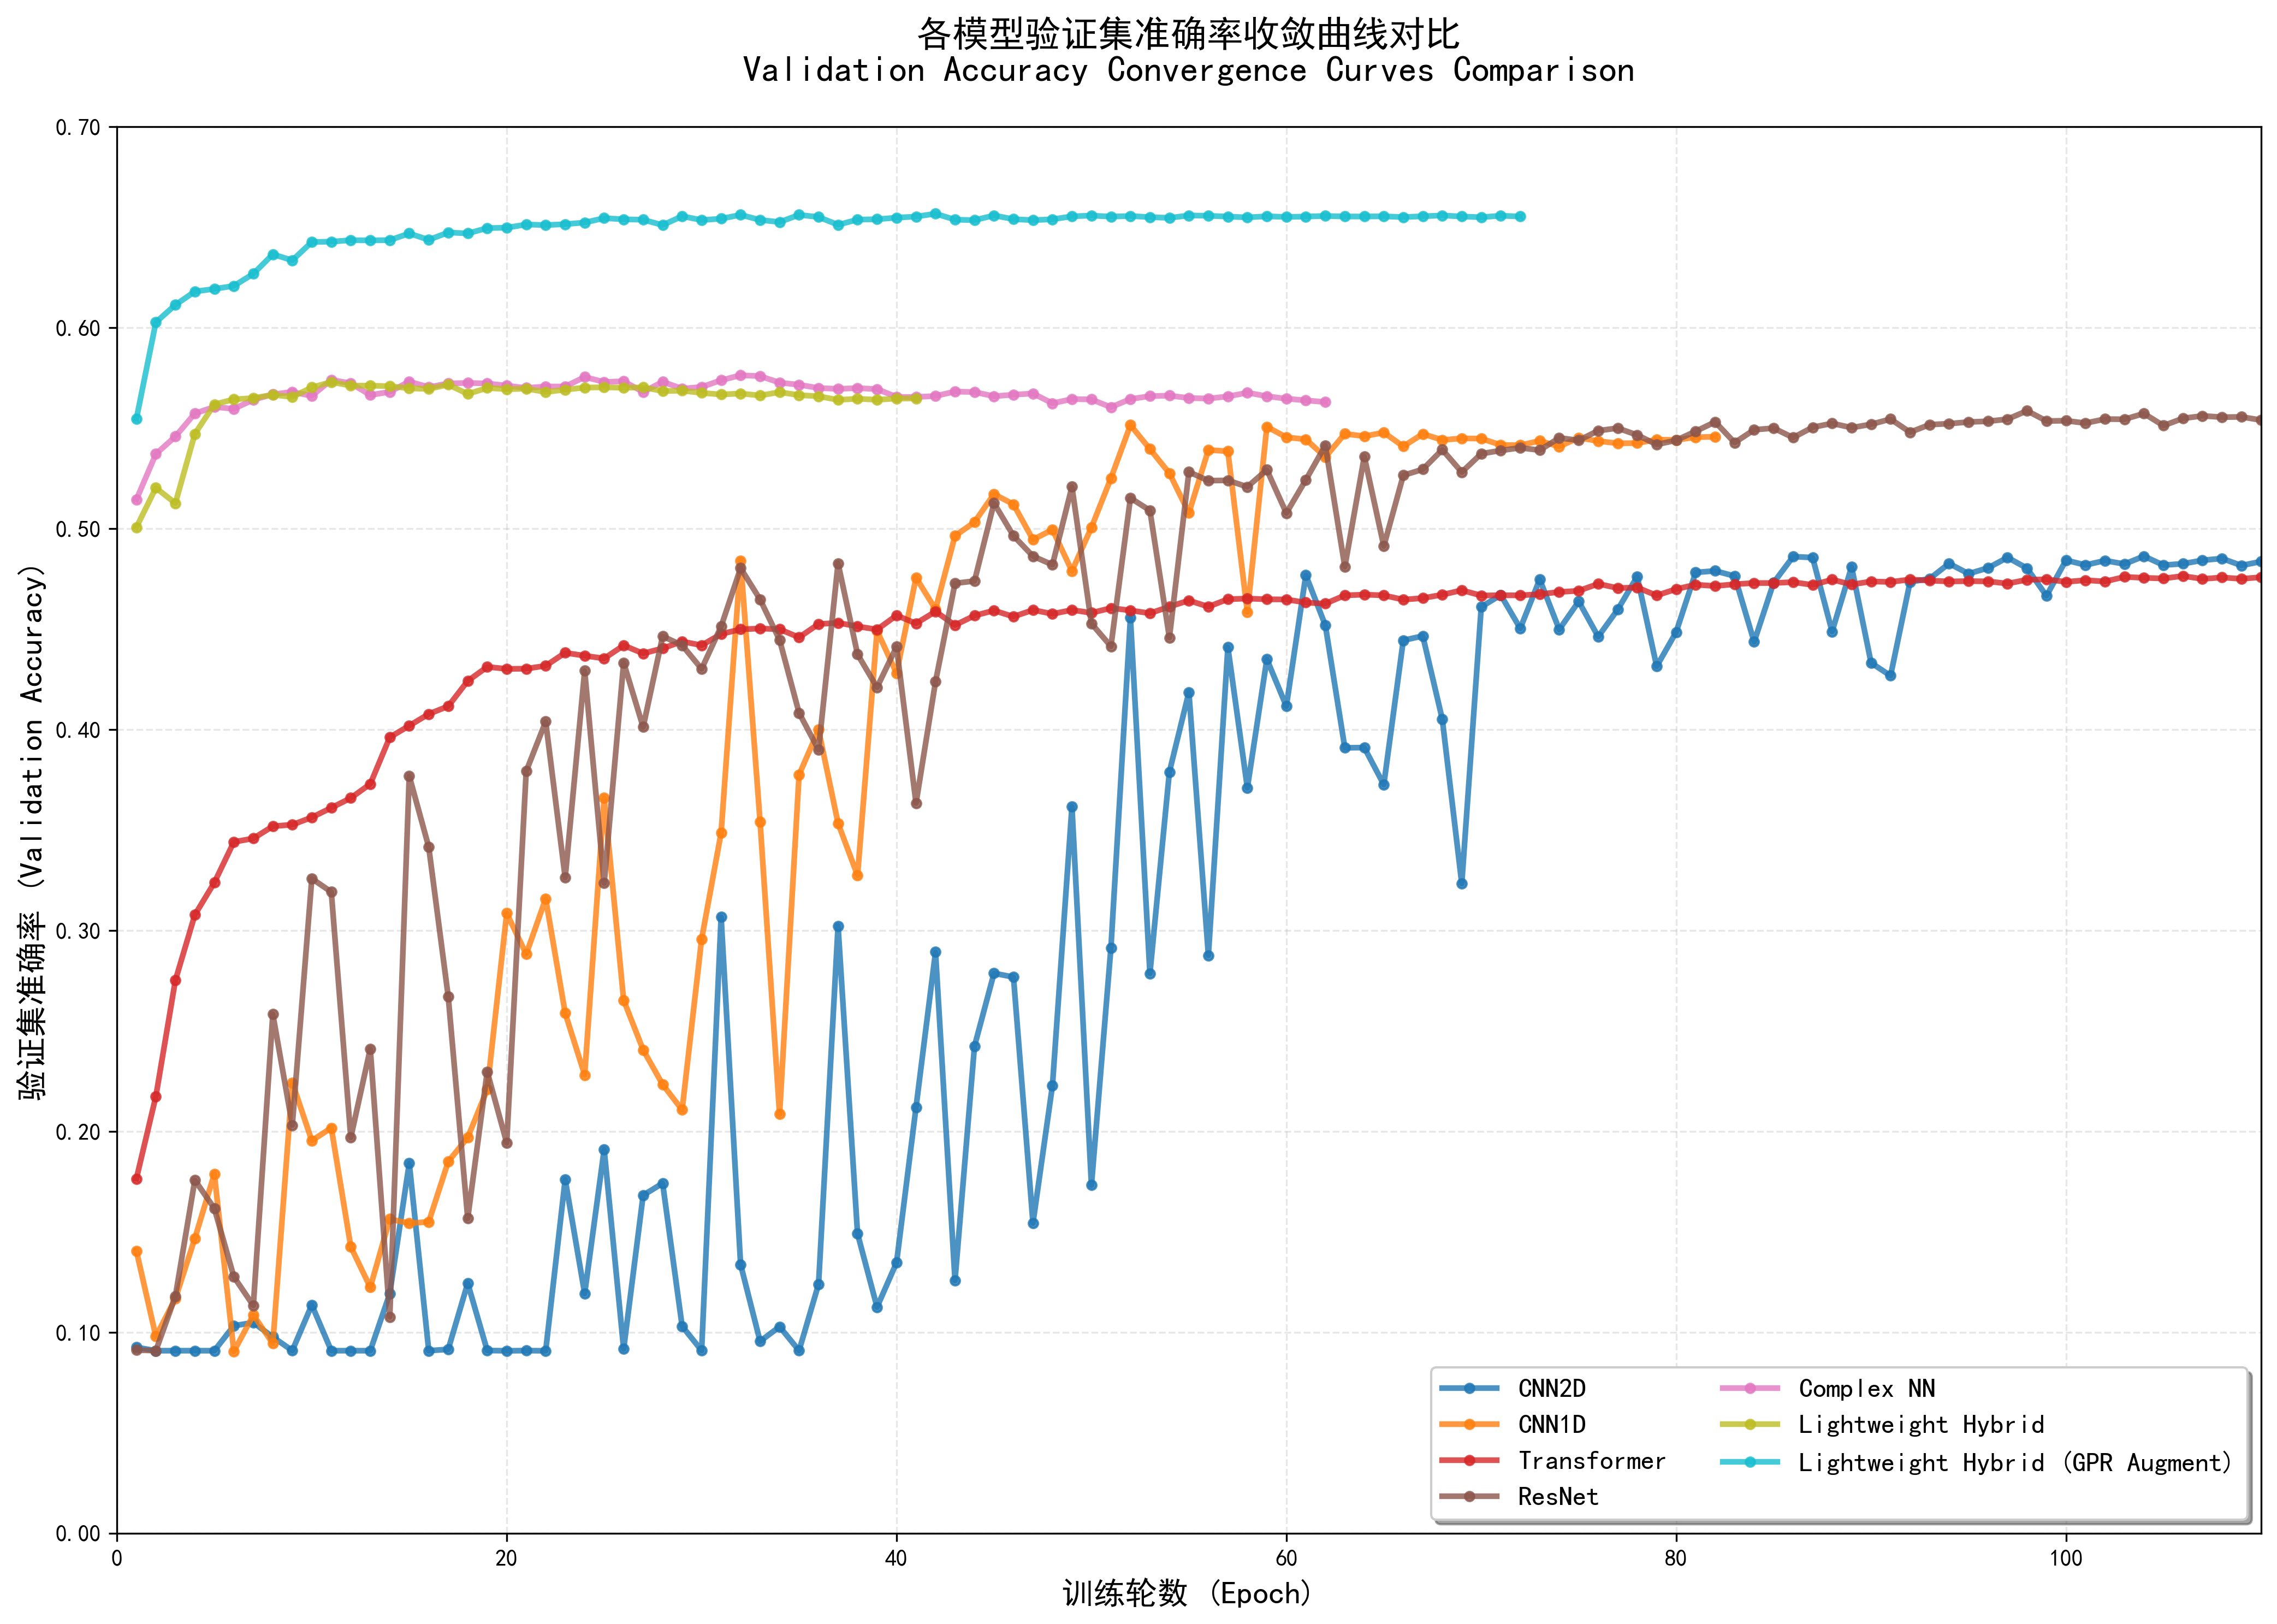 各模型验证集准确率收敛曲线对比
Validation Accuracy Convergence Curves Comparison
验证集准确率 (Validation Accuracy)
0.70
0.60
0.50
0.40
0.30
0.20
0.10
0.00
0
20
40
60
80
100
训练轮数 (Epoch)
CNN2D
CNN1D
Transformer
ResNet
Complex NN
Lightweight Hybrid
Lightweight Hybrid (GPR Augment)